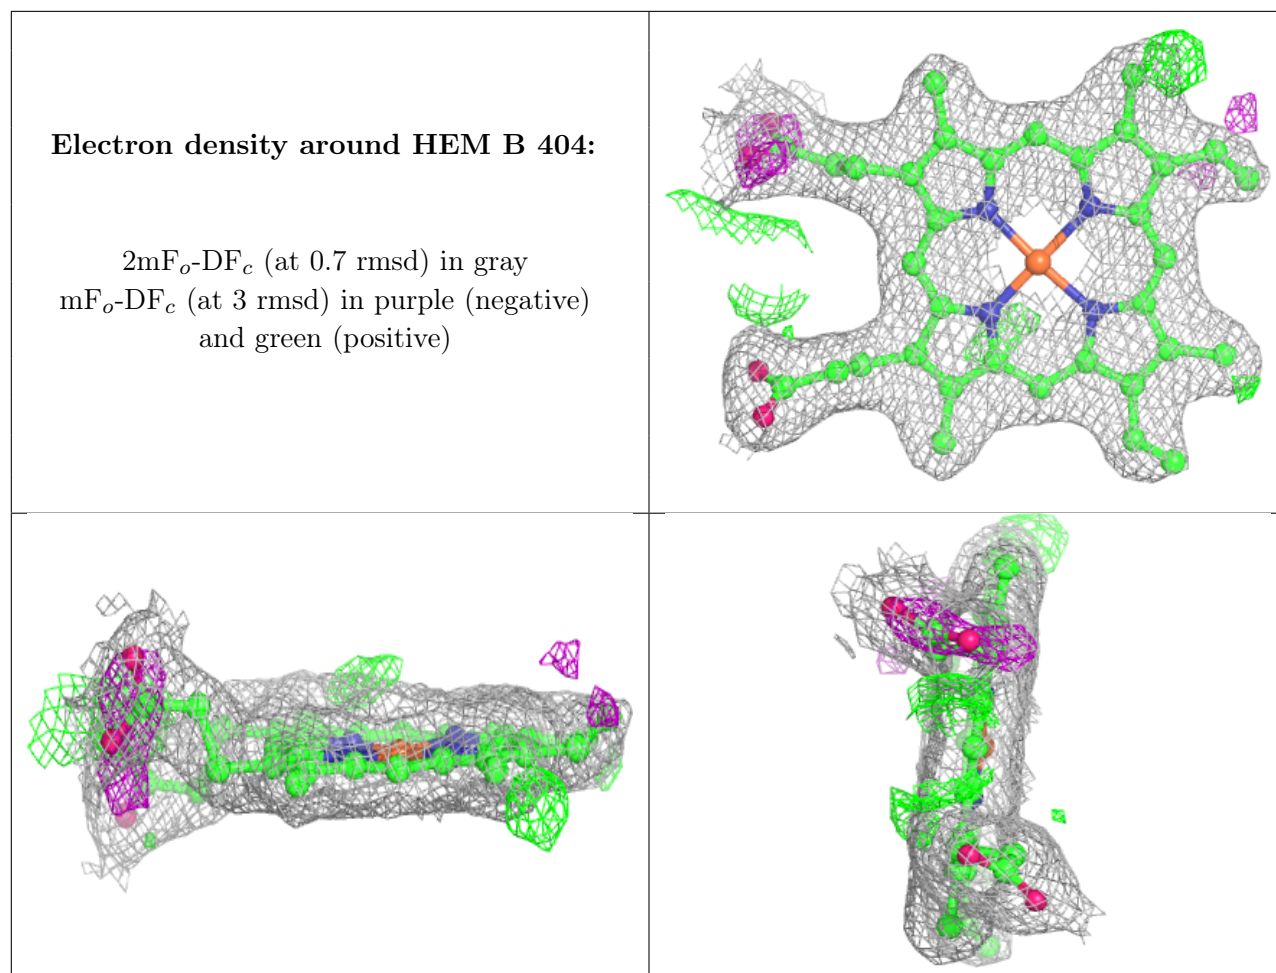 Electron density around HEM B 404:
2mFo-DFc (at 0.7 rmsd) in gray
mFo-DFc (at 3 rmsd) in purple (negative)
and green (positive)